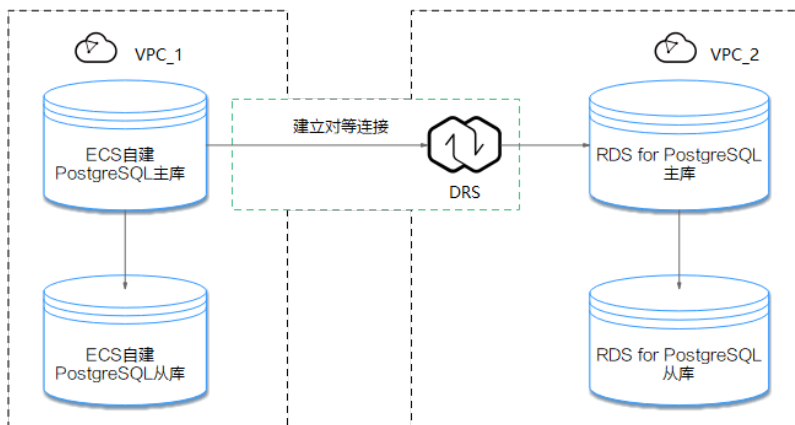 VPC_1
VPC_2
ECS自建
PostgreSQL主库
建立对等连接
DRS
RDS for PostgreSQL
主库
ECS自建
PostgreSQL从库
RDS for PostgreSQL
从库